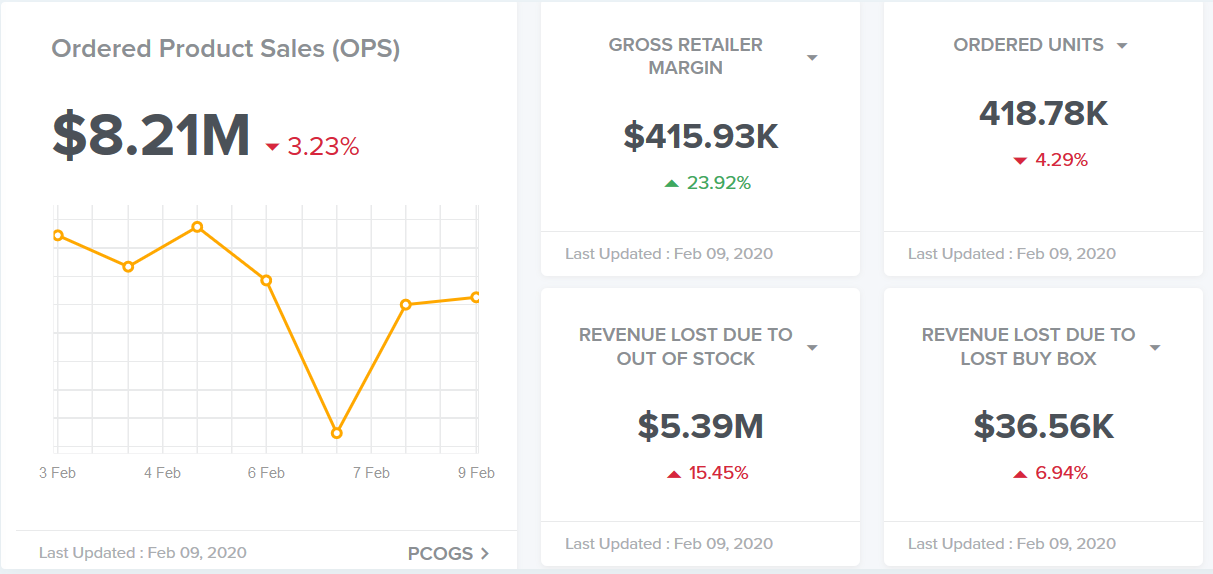 Ordered Product Sales (OPS)
$8.21M 3.23%
3 Feb 4 Feb 6 Feb 7 Feb 9 Feb
Last Updated : Feb 09, 2020 PCOGS
GROSS RETAILER
MARGIN
$415.93K
23.92%
Last Updated : Feb 09, 2020
ORDERED UNITS
418.78K
4.29%
Last Updated : Feb 09, 2020
REVENUE LOST DUE TO
OUT OF STOCK
$5.39M
15.45%
Last Updated : Feb 09, 2020
REVENUE LOST DUE TO
LOST BUY BOX
$36.56K
6.94%
Last Updated : Feb 09, 2020